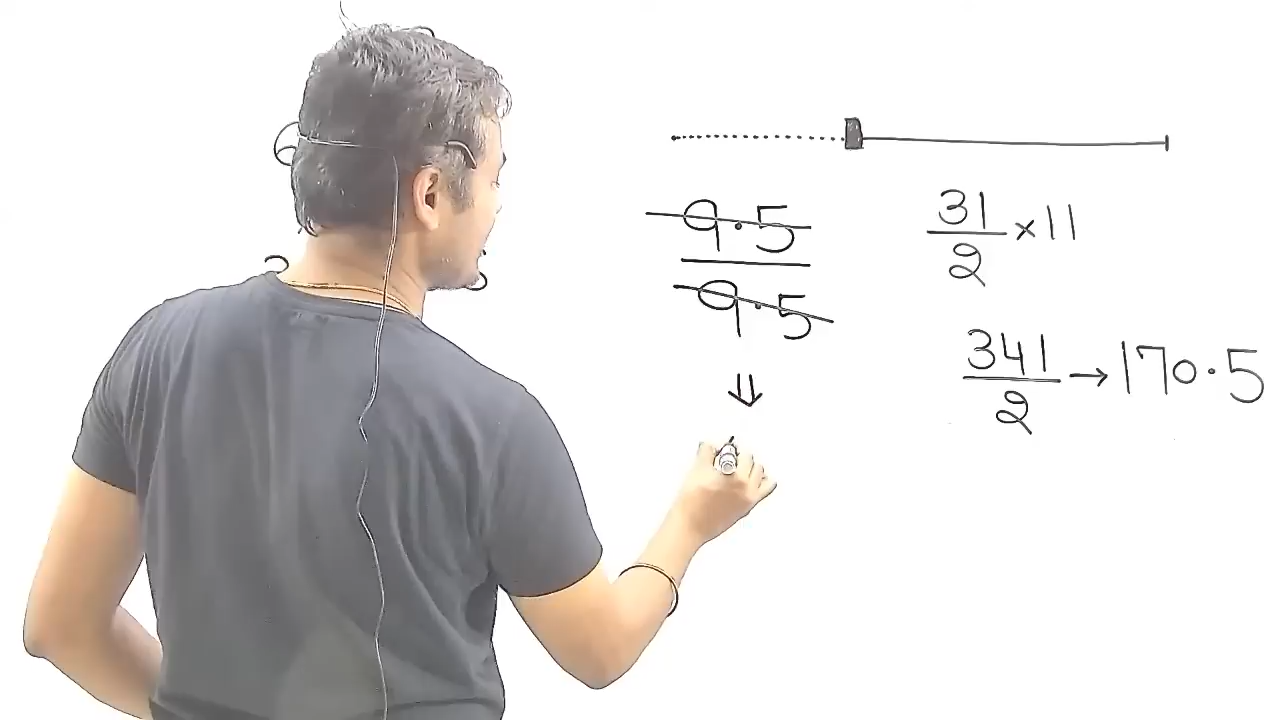 9.5
9.5
⇓
31/2 × 11
341/2 → 170.5